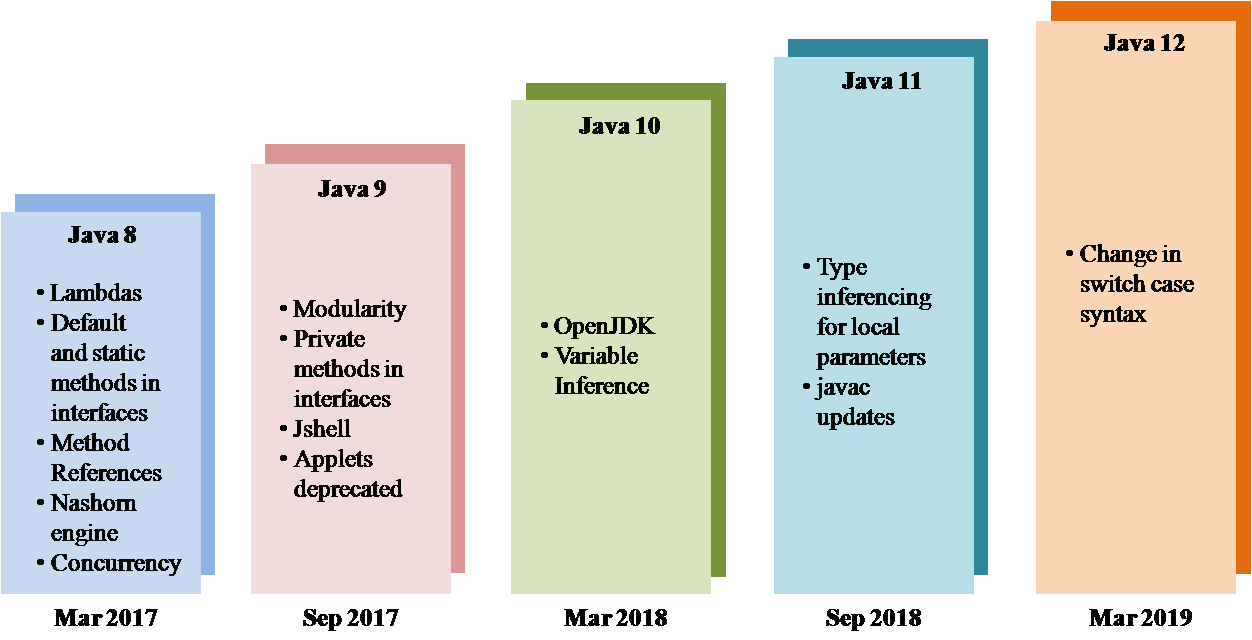 Java 8
• Lambdas
• Default
and static
methods in
interfaces
• Method
References
• Nashorn
engine
• Concurrency
Mar 2017
Java 9
• Modularity
• Private
methods in
interfaces
• Jshell
• Applets
deprecated
Sep 2017
Java 10
• OpenJDK
• Variable
Inference
Mar 2018
Java 11
• Type
inferencing
for local
parameters
• javac
updates
Sep 2018
Java 12
• Change in
switch case
syntax
Mar 2019